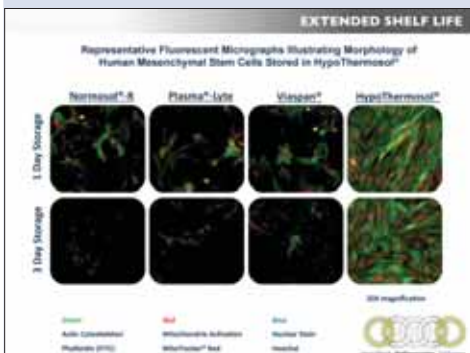 EXTENDED SHELF LIFE
Representative Fluorescent Micrographs Illustrating Morphology of
Human Mesenchymal Stem Cells Stored in HypoThermosol®
Normosol®-R Plasma®-Lyte Viaspan® HypoThermosol®
1 Day Storage
3 Day Storage
20X magnification
Green Red Blue
Actin Cytoskeleton Mitochondria Activation Nuclear Stain
Phalloidin (FITC) MitoTracker® Red Hoechst